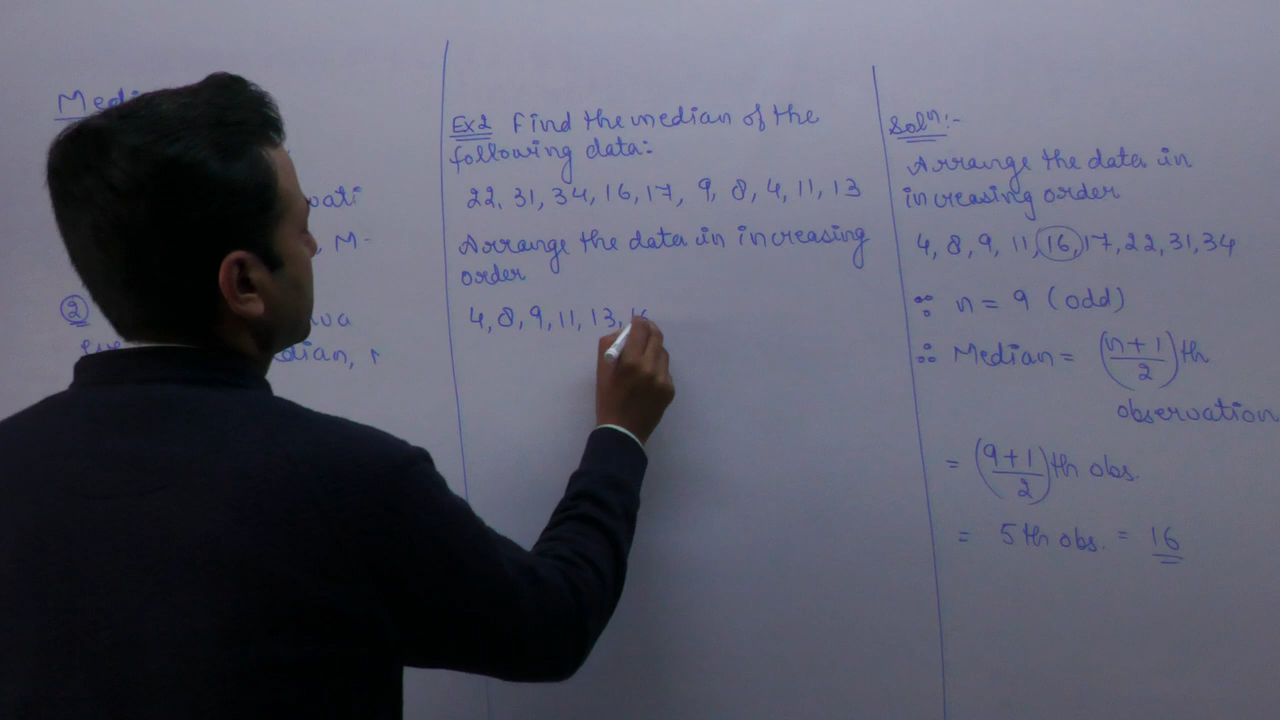 ②
Ex 2 Find the median of the
following data:
22, 31, 34, 16, 17, 9, 8, 4, 11, 13
Arrange the data in increasing
order
4, 8, 9, 11, 13, 16
Solⁿ:-
Arrange the data in
increasing order
4, 8, 9, 11, 16, 17, 22, 31, 34
∵ n = 9 (odd)
∴ Median = (n+1/2)th
observation
= (9+1/2)th obs.
= 5th obs. = 16